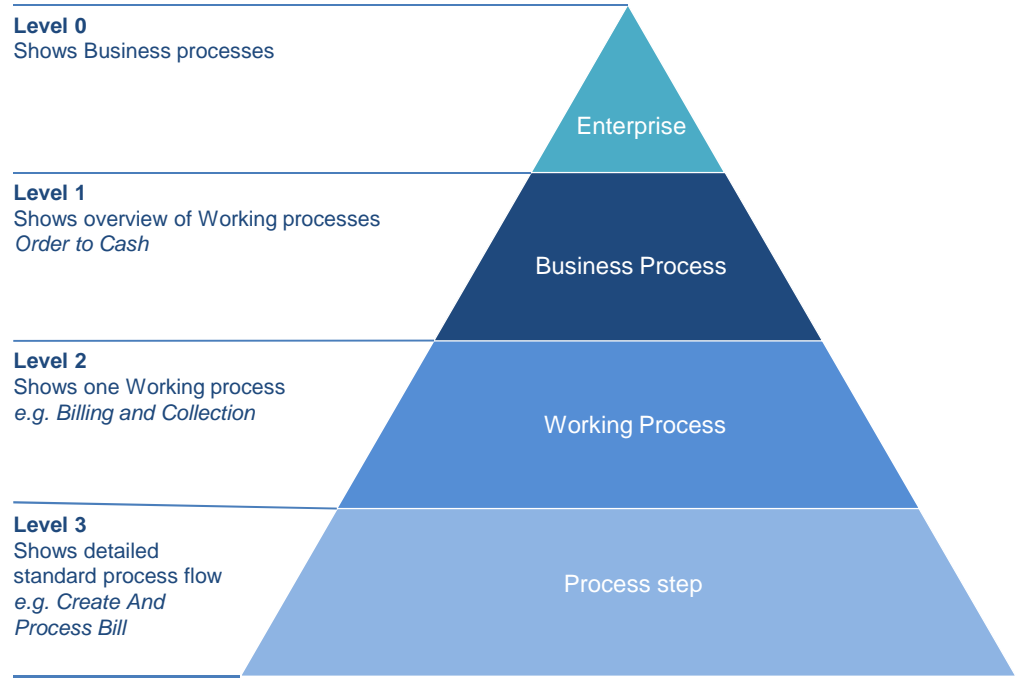 Level 0
Shows Business processes
Enterprise
Level 1
Shows overview of Working processes
Order to Cash
Business Process
Level 2
Shows one Working process
e.g. Billing and Collection
Working Process
Level 3
Shows detailed
standard process flow
e.g. Create And
Process Bill
Process step